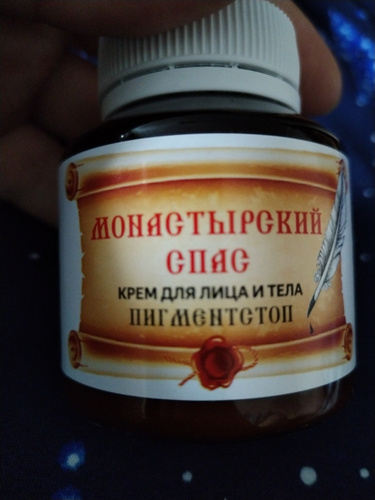 МОНАСТЫРСКИЙ
СПАС
КРЕМ ДЛЯ ЛИЦА И ТЕЛА
ПИГМЕНТСТОП